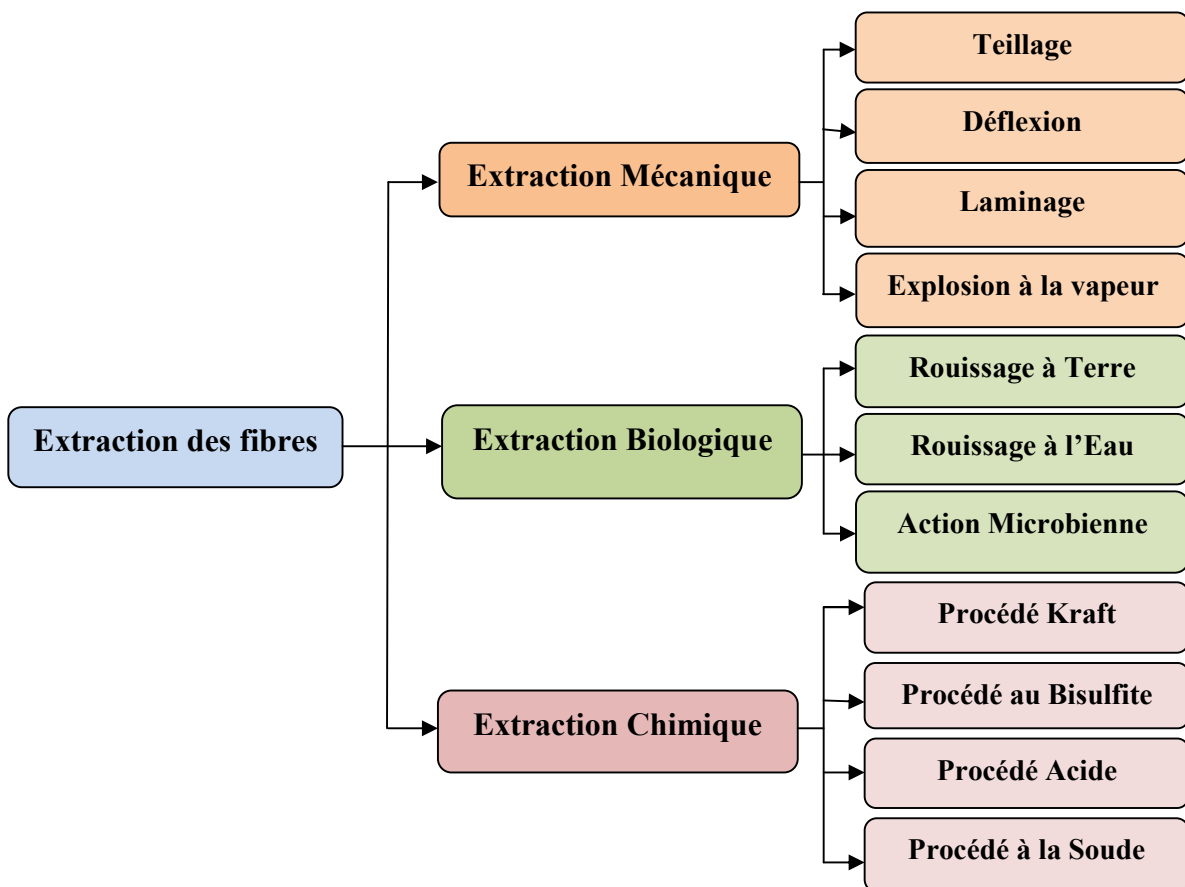 Extraction des fibres
Extraction Mécanique
Teillage
Déflexion
Laminage
Explosion à la vapeur
Extraction Biologique
Rouissage à Terre
Rouissage à l’Eau
Action Microbienne
Extraction Chimique
Procédé Kraft
Procédé au Bisulfite
Procédé Acide
Procédé à la Soude